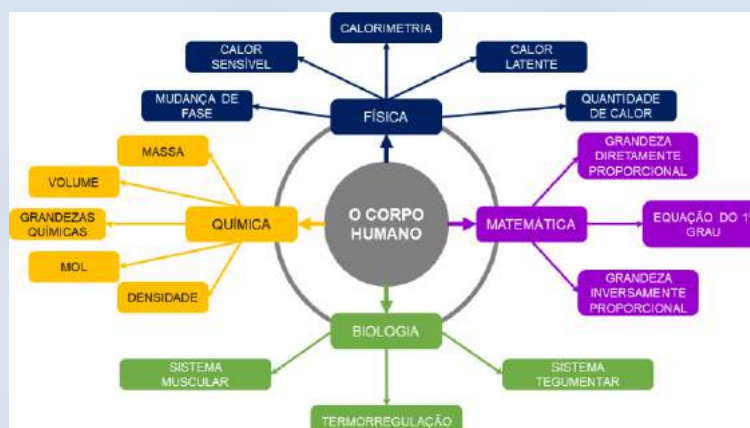 CALORIMETRIA
CALOR
SENSÍVEL
CALOR
LATENTE
MUDANÇA DE
FASE
FÍSICA
QUANTIDADE
DE CALOR
MASSA
VOLUME
GRANDEZAS
QUÍMICAS
MOL
DENSIDADE
QUÍMICA
O CORPO
HUMANO
MATEMÁTICA
GRANDEZA
DIRETAMENTE
PROPORCIONAL
EQUAÇÃO DO 1º
GRAU
GRANDEZA
INVERSAMENTE
PROPORCIONAL
BIOLOGIA
SISTEMA
MUSCULAR
TERMORREGULAÇÃO
SISTEMA
TEGUMENTAR